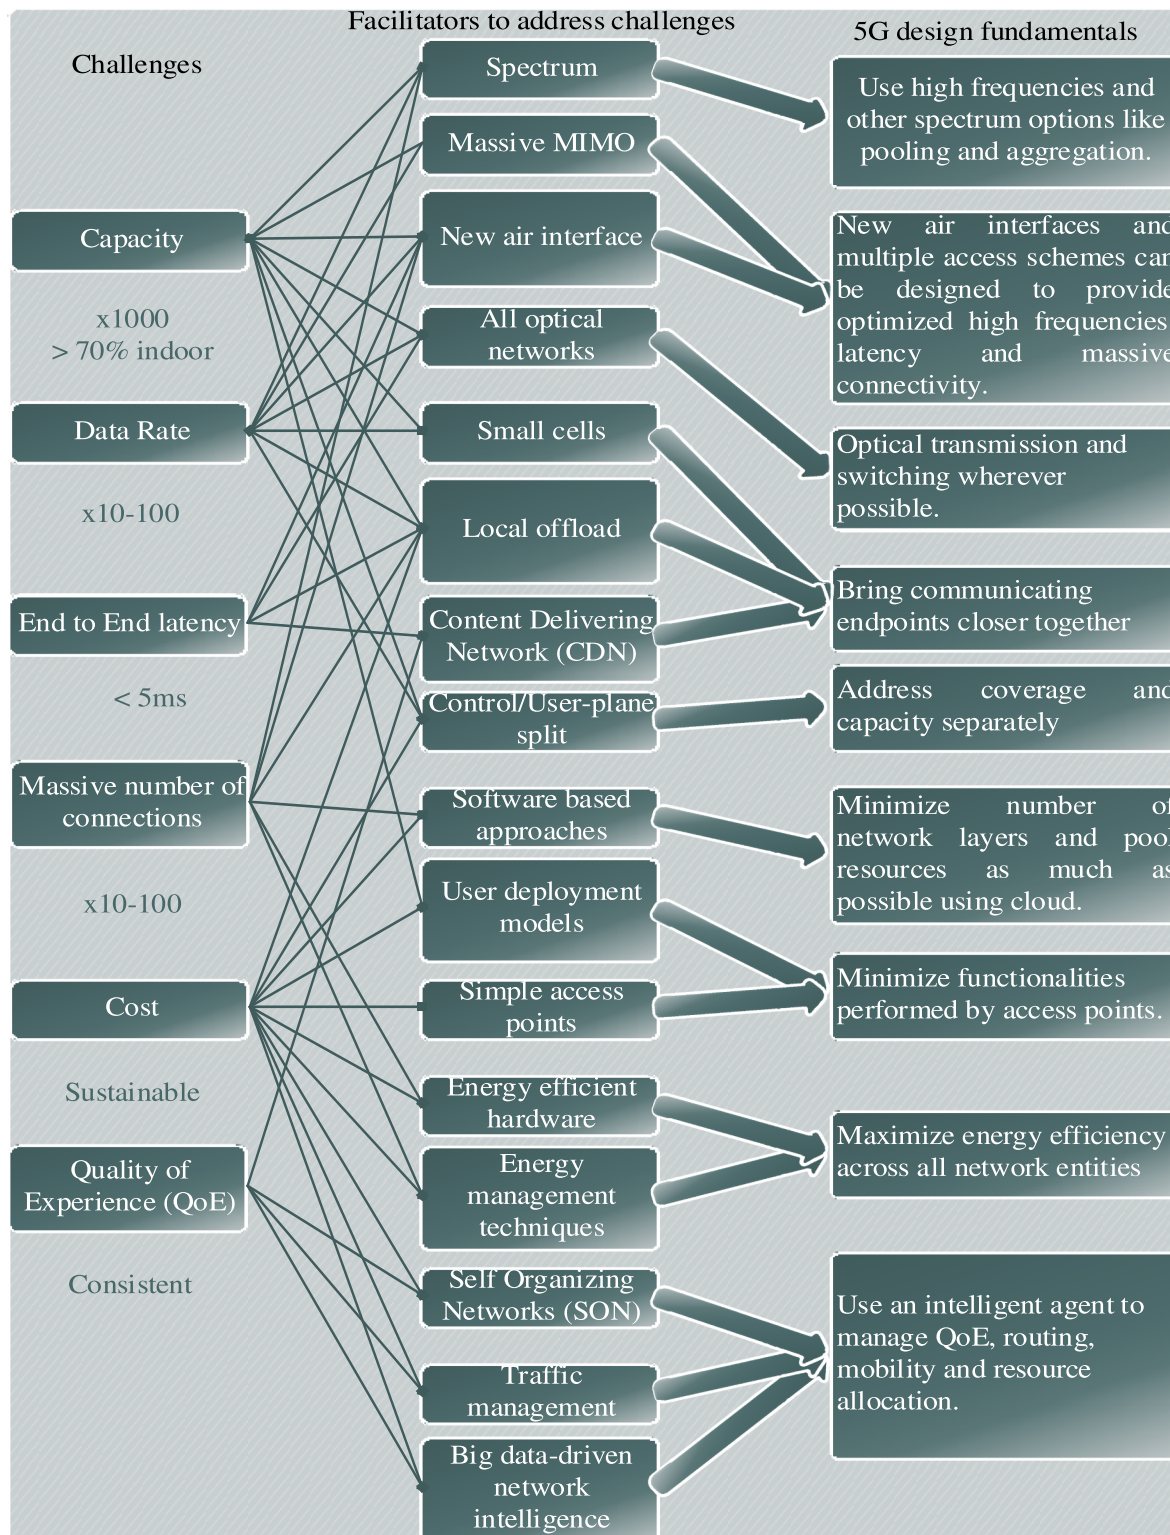 Facilitators to address challenges
5G design fundamentals
Challenges
Capacity
x1000
> 70% indoor
Data Rate
x10-100
End to End latency
< 5ms
Massive number of
connections
x10-100
Cost
Sustainable
Quality of
Experience (QoE)
Consistent
Spectrum
Massive MIMO
New air interface
All optical
networks
Small cells
Local offload
Content Delivering
Network (CDN)
Control/User-plane
split
Software based
approaches
User deployment
models
Simple access
points
Energy efficient
hardware
Energy
management
techniques
Self Organizing
Networks (SON)
Traffic
management
Big data-driven
network
intelligence
Use high frequencies and
other spectrum options like
pooling and aggregation.
New air interfaces and
multiple access schemes can
be designed to provide
optimized high frequencies
latency and massive
connectivity.
Optical transmission and
switching wherever
possible.
Bring communicating
endpoints closer together
Address coverage and
capacity separately
Minimize number of
network layers and pool
resources as much as
possible using cloud.
Minimize functionalities
performed by access points.
Maximize energy efficiency
across all network entities
Use an intelligent agent to
manage QoE, routing,
mobility and resource
allocation.